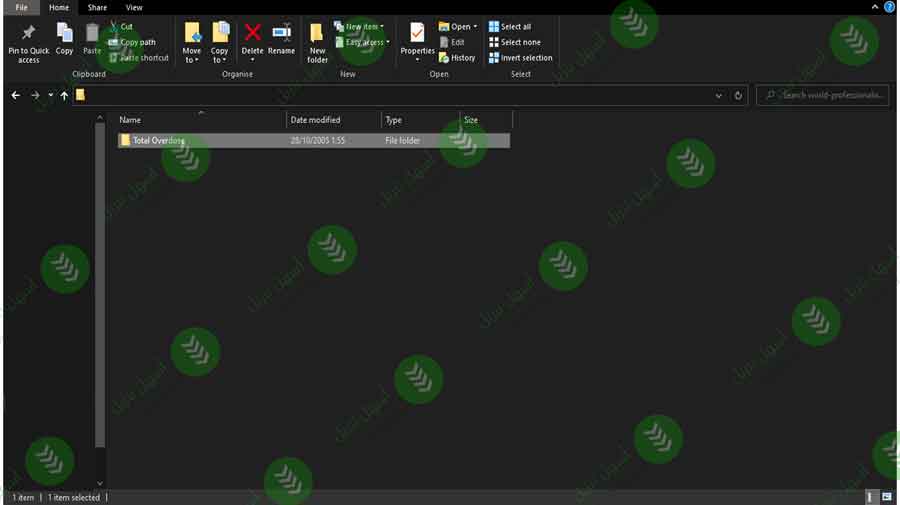 File Home Share View
Pin to Quick access
Copy
Paste
Cut
Copy path
Paste shortcut
Clipboard
Move to
Copy to
Delete
Rename
Organise
New folder
New item
Easy access
New
Properties
Open
Edit
History
Open
Select all
Select none
Invert selection
Select
Search world-professionals...
Name Date modified Type Size
Total Overdose 28/10/2005 1:55 File folder
1 item 1 item selected